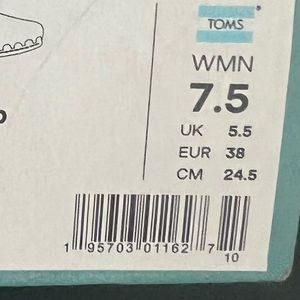 TOMS
WMN
7.5
UK 5.5
EUR 38
CM 24.5
1 95703 01162 7
10